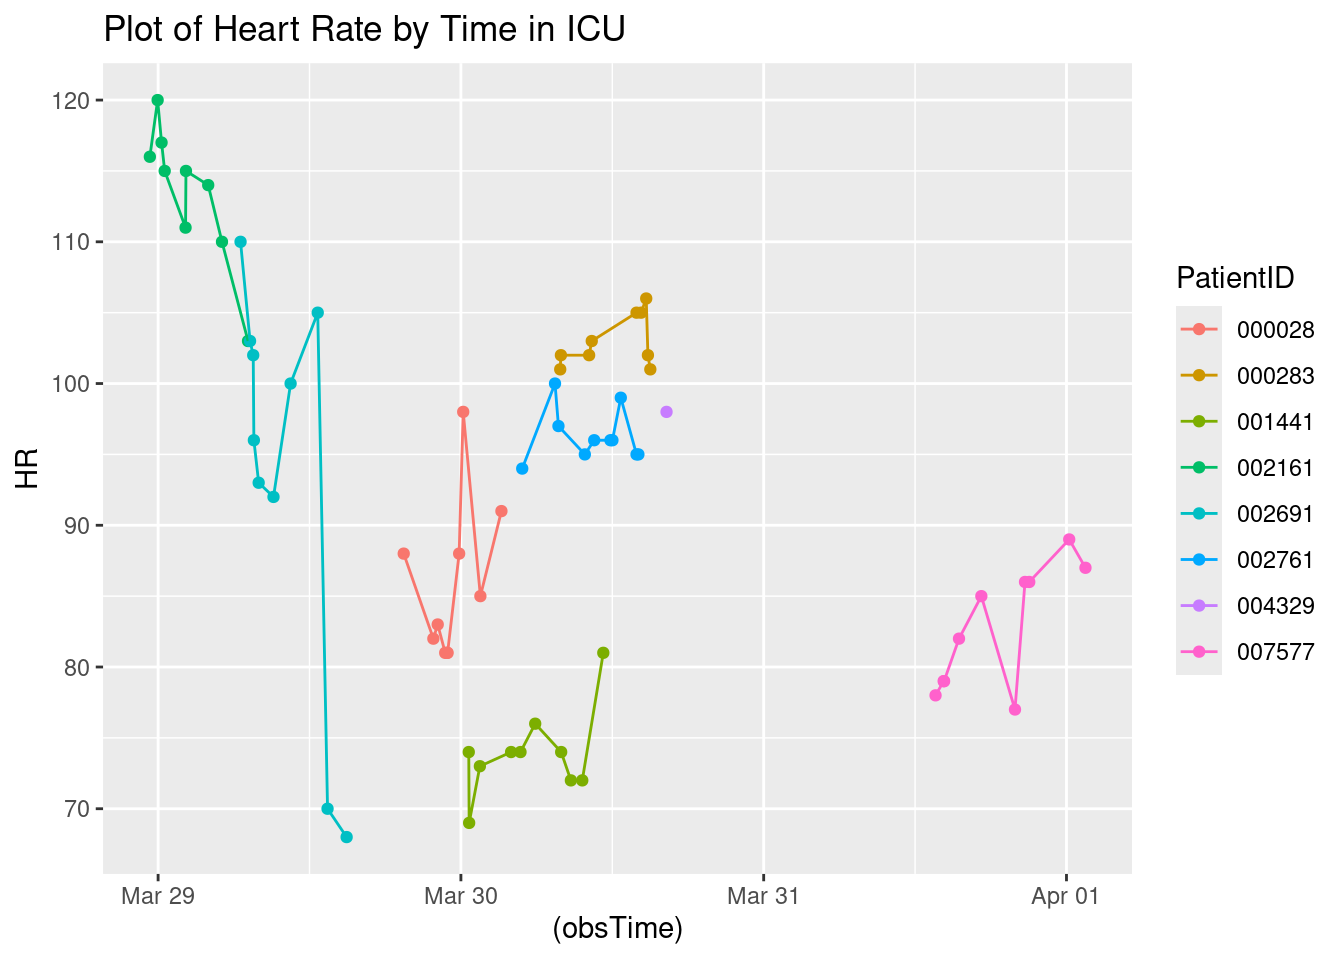 Plot of Heart Rate by Time in ICU
120
110
100
90
80
70
HR
Mar 29
Mar 30
Mar 31
Apr 01
(obsTime)
PatientID
000028
000283
001441
002161
002691
002761
004329
007577